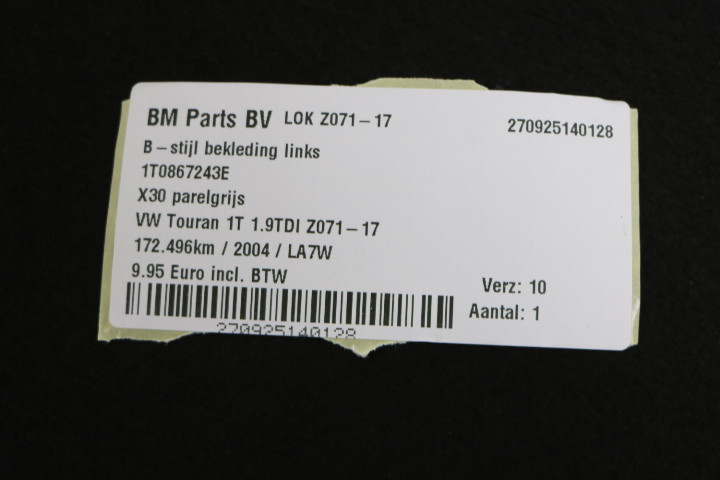 BM Parts BV LOK Z071-17 270925140128
B-stijl bekleding links
1T0867243E
X30 parelgrijs
VW Touran 1T 1.9TDI Z071-17
172.496km / 2004 / LA7W
9.95 Euro incl. BTW
Verz: 10
Aantal: 1
270925140128